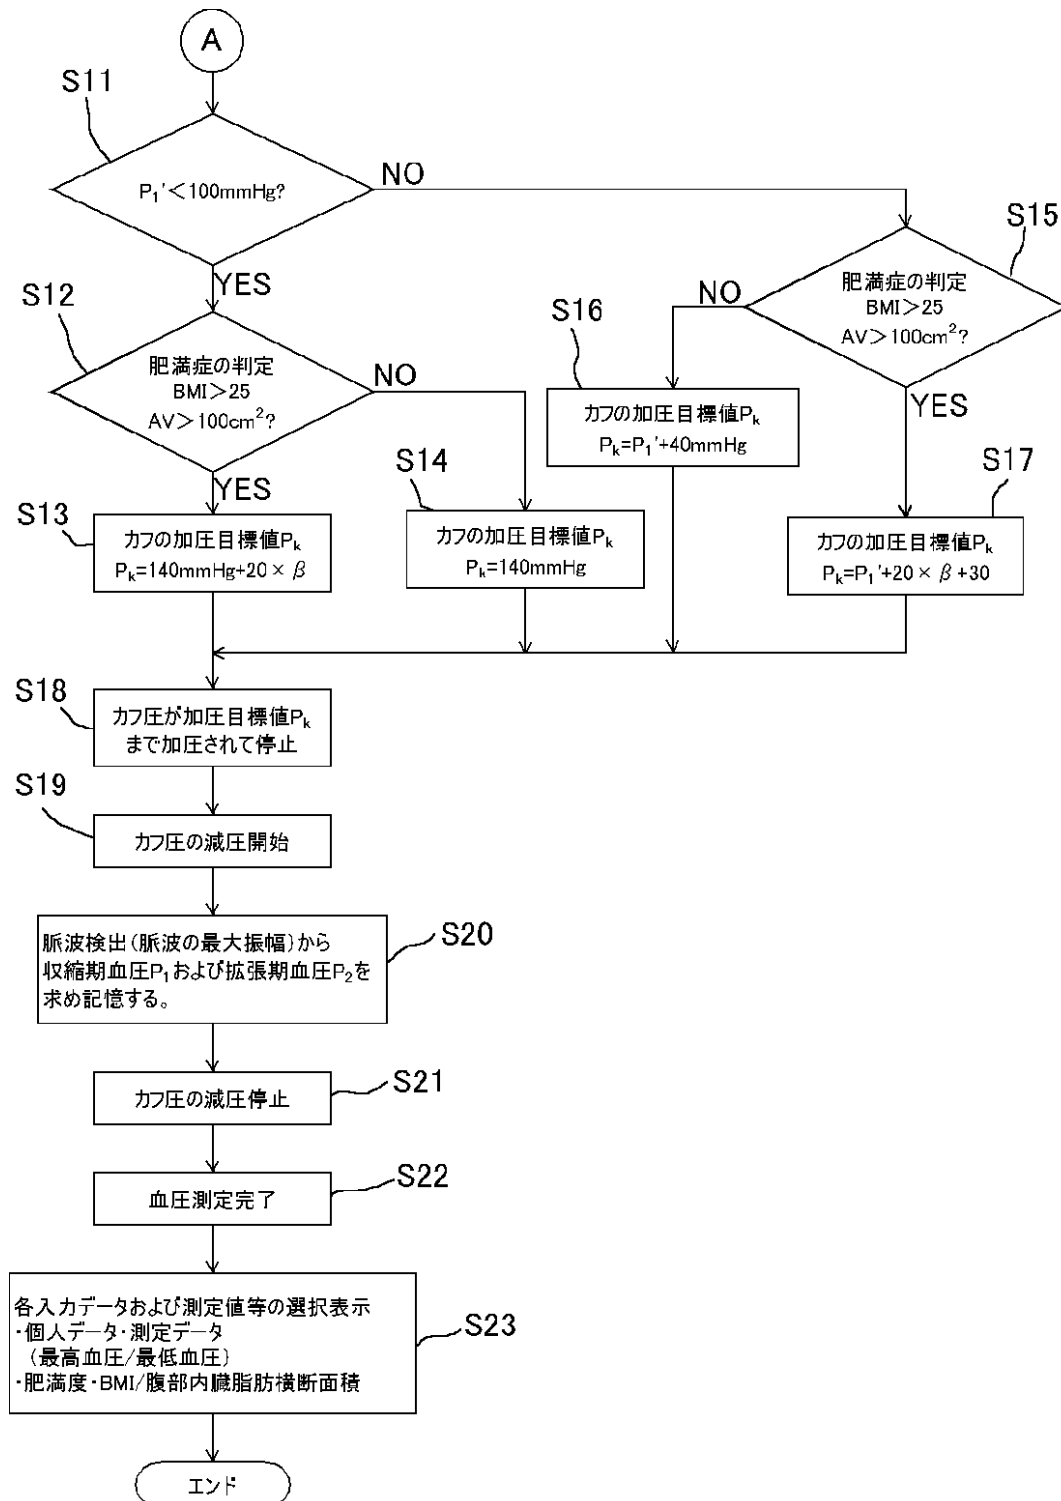 A
S11
P₁'＜100mmHg?
NO
YES
S15
肥満症の判定
BMI＞25
AV＞100cm²?
NO
YES
S12
肥満症の判定
BMI＞25
AV＞100cm²?
NO
YES
S16
カフの加圧目標値Pₖ
Pₖ=P₁'+40mmHg
S14
カフの加圧目標値Pₖ
Pₖ=140mmHg
S17
カフの加圧目標値Pₖ
Pₖ=P₁'+20×β+30
S13
カフの加圧目標値Pₖ
Pₖ=140mmHg+20×β
S18
カフ圧が加圧目標値Pₖ
まで加圧されて停止
S19
カフ圧の減圧開始
S20
脈波検出(脈波の最大振幅)から
収縮期血圧P₁および拡張期血圧P₂を
求め記憶する。
S21
カフ圧の減圧停止
S22
血圧測定完了
S23
各入力データおよび測定値等の選択表示
・個人データ・測定データ
(最高血圧/最低血圧)
・肥満度・BMI/腹部内臓脂肪横断面積
エンド